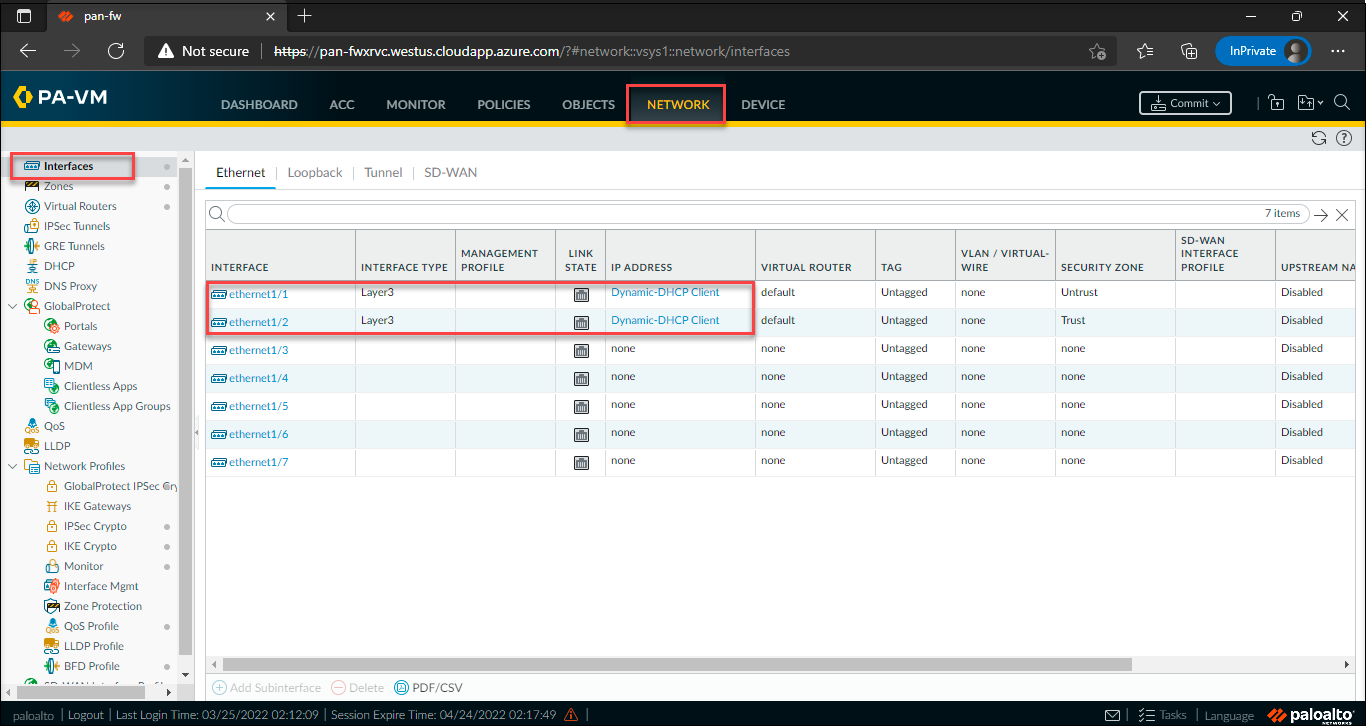 pan-fw
Not secure https://pan-fwxrvc.westus.cloudapp.azure.com/?#network::vsys1::network/interfaces InPrivate
PA-VM DASHBOARD ACC MONITOR POLICIES OBJECTS NETWORK DEVICE Commit
Interfaces
Zones
Virtual Routers
IPSec Tunnels
GRE Tunnels
DHCP
DNS Proxy
GlobalProtect
Portals
Gateways
MDM
Clientless Apps
Clientless App Groups
QoS
LLDP
Network Profiles
GlobalProtect IPSec Cry
IKE Gateways
IPSec Crypto
IKE Crypto
Monitor
Interface Mgmt
Zone Protection
QoS Profile
LLDP Profile
BFD Profile
Ethernet Loopback Tunnel SD-WAN
7 items
INTERFACE INTERFACE TYPE MANAGEMENT PROFILE LINK STATE IP ADDRESS VIRTUAL ROUTER TAG VLAN / VIRTUAL-WIRE SECURITY ZONE SD-WAN INTERFACE PROFILE UPSTREAM NA
ethernet1/1 Layer3 Dynamic-DHCP Client default Untagged none Untrust Disabled
ethernet1/2 Layer3 Dynamic-DHCP Client default Untagged none Trust Disabled
ethernet1/3 none none Untagged none none Disabled
ethernet1/4 none none Untagged none none Disabled
ethernet1/5 none none Untagged none none Disabled
ethernet1/6 none none Untagged none none Disabled
ethernet1/7 none none Untagged none none Disabled
Add Subinterface Delete PDF/CSV
paloalto Logout Last Login Time: 03/25/2022 02:12:09 Session Expire Time: 04/24/2022 02:17:49 Tasks Language paloalto NETWORKS